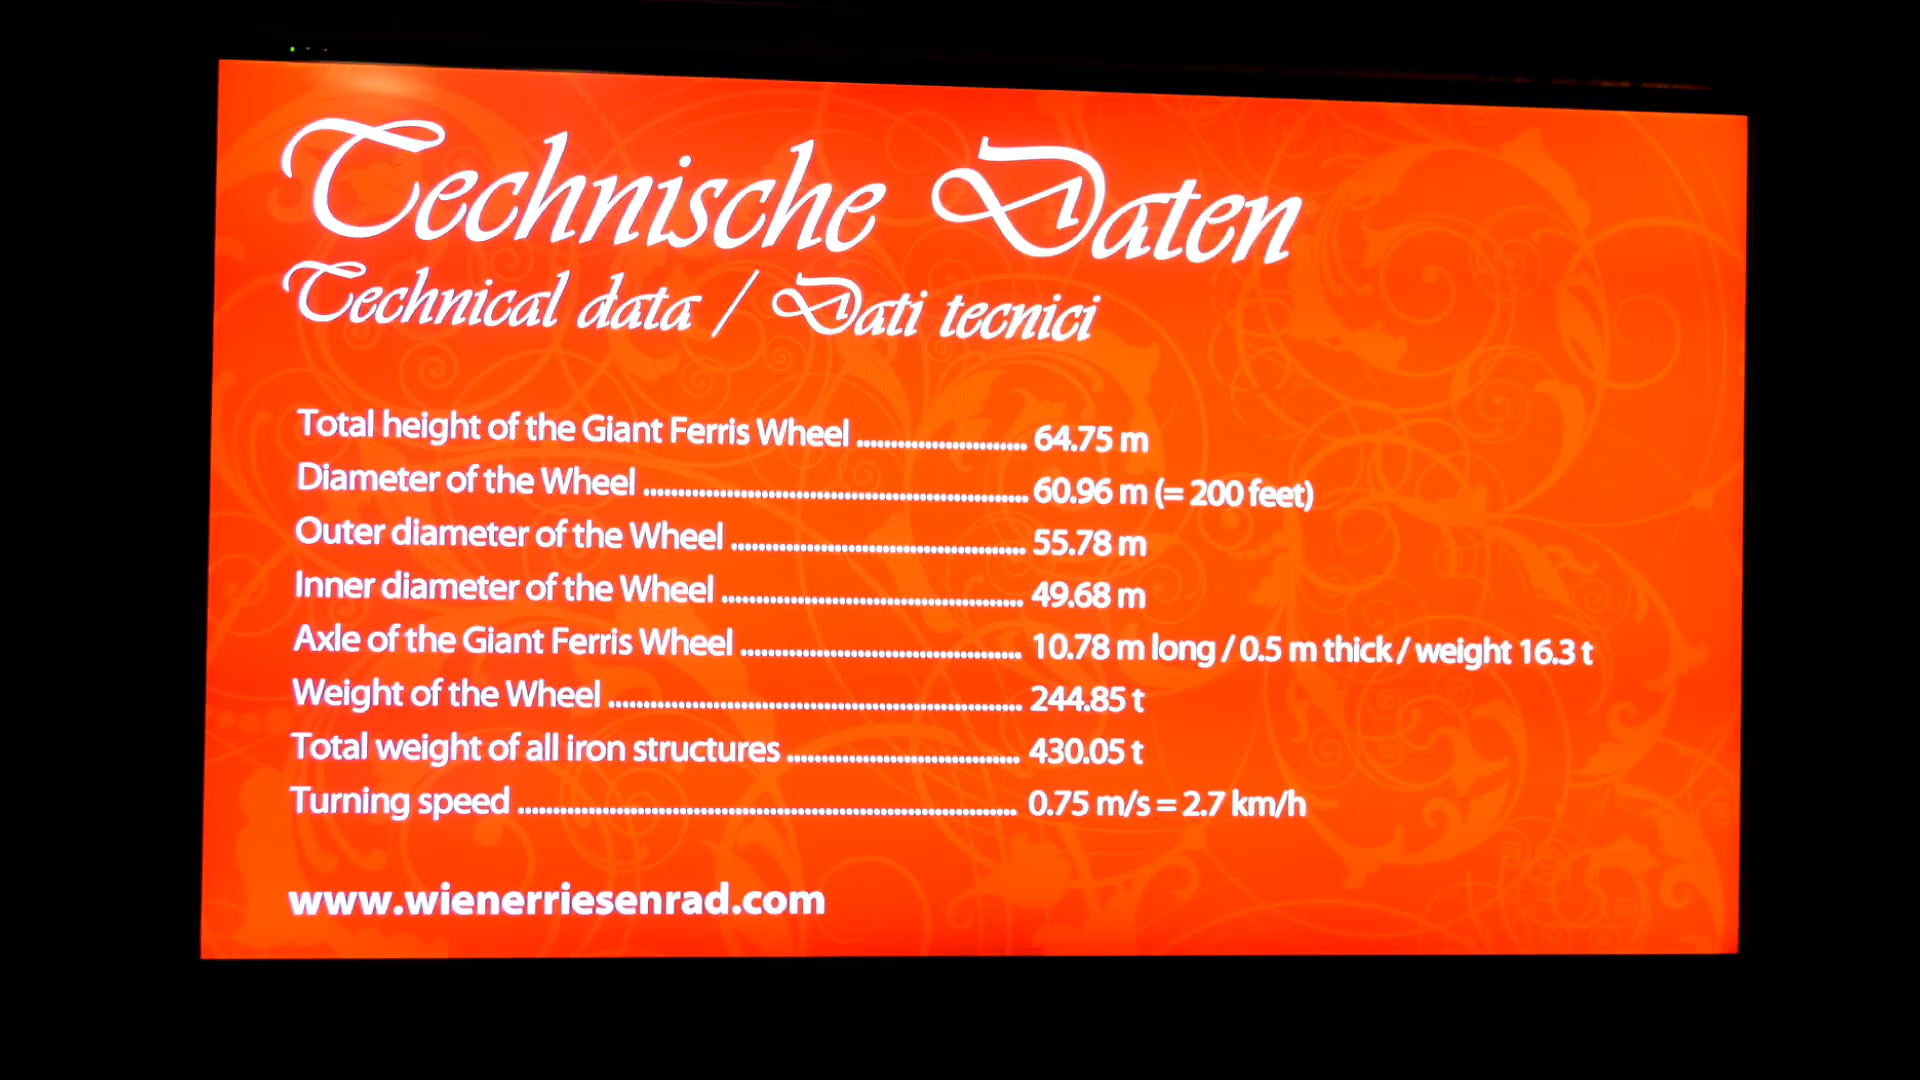 Technische Daten
Technical data / Dati tecnici
Total height of the Giant Ferris Wheel ........................ 64.75 m
Diameter of the Wheel ........................................................ 60.96 m (= 200 feet)
Outer diameter of the Wheel .......................................... 55.78 m
Inner diameter of the Wheel ........................................... 49.68 m
Axle of the Giant Ferris Wheel ........................................ 10.78 m long / 0.5 m thick / weight 16.3 t
Weight of the Wheel ............................................................ 244.85 t
Total weight of all iron structures ................................. 430.05 t
Turning speed ........................................................................ 0.75 m/s = 2.7 km/h
www.wienerriesenrad.com